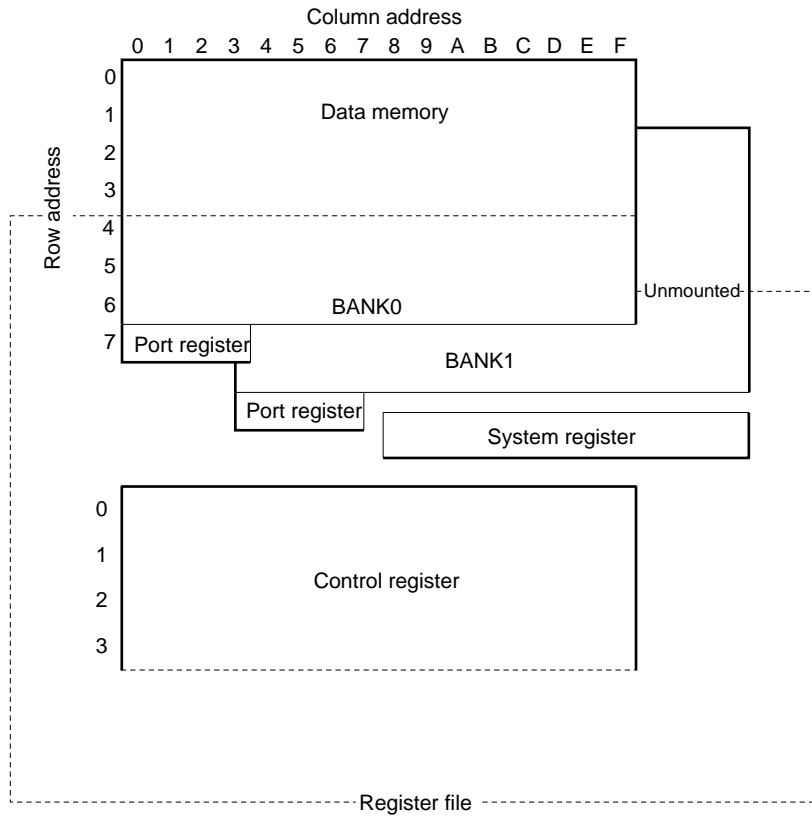 Column address
0 1 2 3 4 5 6 7 8 9 A B C D E F
Row address
0
1
2
3
4
5
6
7
Data memory
Unmounted
BANK0
Port register
BANK1
Port register
System register
0
1
2
3
Control register
Register file